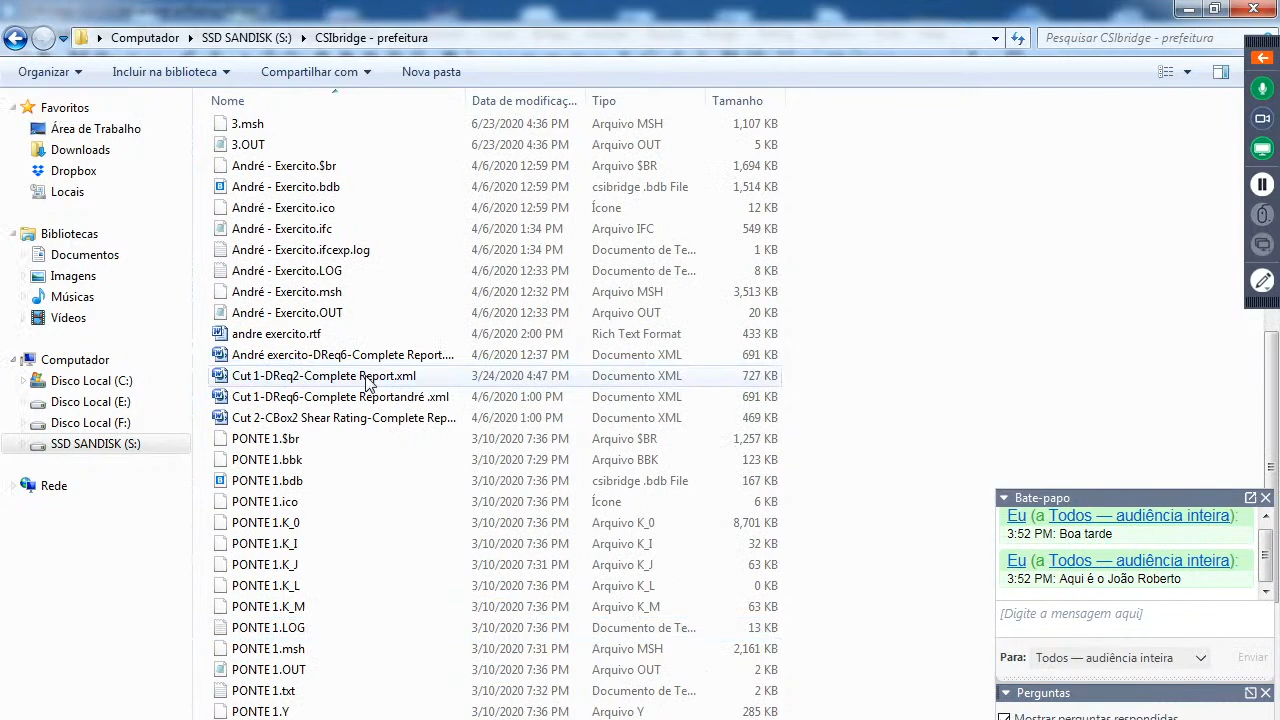 Computador
SSD SANDISK (S:)
CSIbridge - prefeitura
Pesquisar CSIbridge - prefeitura
Organizar
Incluir na biblioteca
Compartilhar com
Nova pasta
Favoritos
Área de Trabalho
Downloads
Dropbox
Locais
Bibliotecas
Documentos
Imagens
Músicas
Vídeos
Computador
Disco Local (C:)
Disco Local (E:)
Disco Local (F:)
SSD SANDISK (S:)
Rede
Nome Data de modificaç... Tipo Tamanho
3.msh 6/23/2020 4:36 PM Arquivo MSH 1,107 KB
3.OUT 6/23/2020 4:36 PM Arquivo OUT 5 KB
André - Exercito.$br 4/6/2020 12:59 PM Arquivo $BR 1,694 KB
André - Exercito.bdb 4/6/2020 12:59 PM csibridge .bdb File 1,514 KB
André - Exercito.ico 4/6/2020 12:59 PM Ícone 12 KB
André - Exercito.ifc 4/6/2020 1:34 PM Arquivo IFC 549 KB
André - Exercito.ifcexp.log 4/6/2020 1:34 PM Documento de Te... 1 KB
André - Exercito.LOG 4/6/2020 12:33 PM Documento de Te... 8 KB
André - Exercito.msh 4/6/2020 12:32 PM Arquivo MSH 3,513 KB
André - Exercito.OUT 4/6/2020 12:33 PM Arquivo OUT 20 KB
andre exercito.rtf 4/6/2020 2:00 PM Rich Text Format 433 KB
André exercito-DReq6-Complete Report.... 4/6/2020 12:37 PM Documento XML 691 KB
Cut 1-DReq2-Complete Report.xml 3/24/2020 4:47 PM Documento XML 727 KB
Cut 1-DReq6-Complete Reportandré .xml 4/6/2020 1:00 PM Documento XML 691 KB
Cut 2-CBox2 Shear Rating-Complete Rep... 4/6/2020 1:00 PM Documento XML 469 KB
PONTE 1.$br 3/10/2020 7:36 PM Arquivo $BR 1,257 KB
PONTE 1.bbk 3/10/2020 7:29 PM Arquivo BBK 123 KB
PONTE 1.bdb 3/10/2020 7:36 PM csibridge .bdb File 167 KB
PONTE 1.ico 3/10/2020 7:36 PM Ícone 6 KB
PONTE 1.K_0 3/10/2020 7:36 PM Arquivo K_0 8,701 KB
PONTE 1.K_I 3/10/2020 7:36 PM Arquivo K_I 32 KB
PONTE 1.K_J 3/10/2020 7:36 PM Arquivo K_J 63 KB
PONTE 1.K_L 3/10/2020 7:36 PM Arquivo K_L 0 KB
PONTE 1.K_M 3/10/2020 7:36 PM Arquivo K_M 63 KB
PONTE 1.LOG 3/10/2020 7:36 PM Documento de Te... 13 KB
PONTE 1.msh 3/10/2020 7:31 PM Arquivo MSH 2,161 KB
PONTE 1.OUT 3/10/2020 7:36 PM Arquivo OUT 2 KB
PONTE 1.txt 3/10/2020 7:32 PM Documento de Te... 2 KB
PONTE 1.Y 3/10/2020 7:36 PM Arquivo Y 285 KB
Bate-papo
Eu (a Todos — audiência inteira):
3:52 PM: Boa tarde
Eu (a Todos — audiência inteira):
3:52 PM: Aqui é o João Roberto
[Digite a mensagem aqui]
Para: Todos — audiência inteira Enviar
Perguntas
Mostrar perguntas respondidas